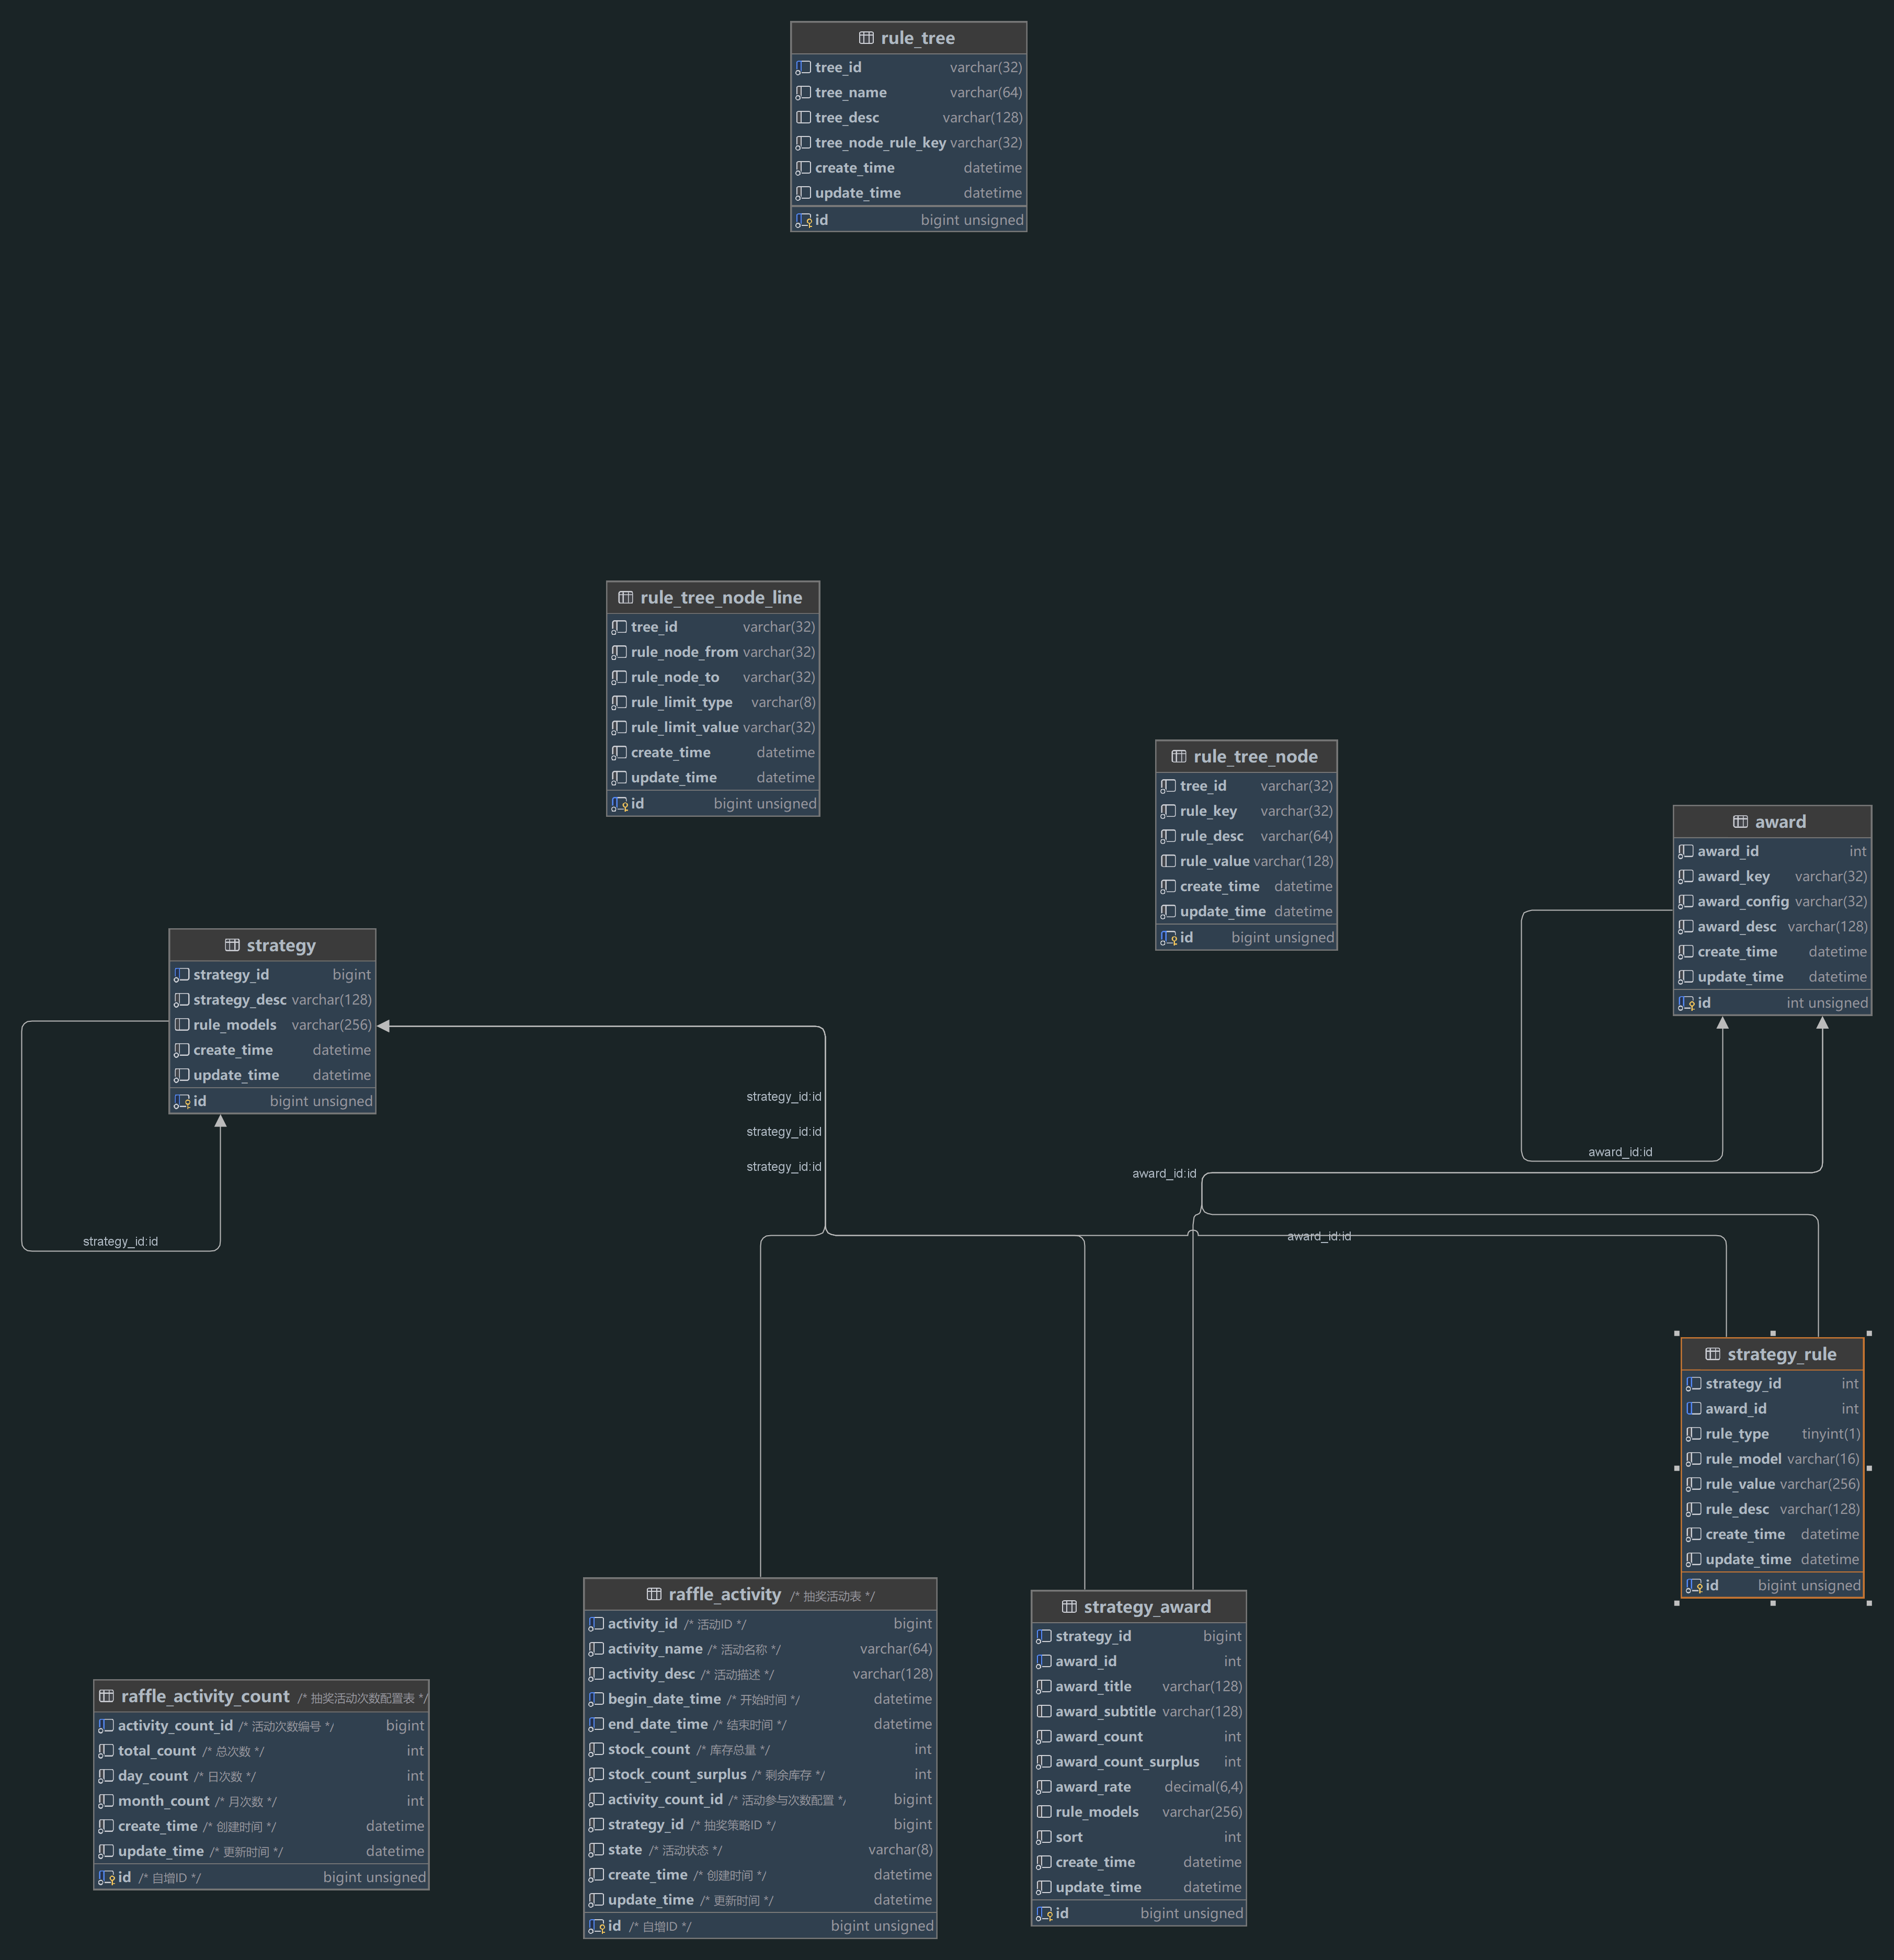 rule_tree
tree_id varchar(32)
tree_name varchar(64)
tree_desc varchar(128)
tree_node_rule_key varchar(32)
create_time datetime
update_time datetime
id bigint unsigned
rule_tree_node_line
tree_id varchar(32)
rule_node_from varchar(32)
rule_node_to varchar(32)
rule_limit_type varchar(8)
rule_limit_value varchar(32)
create_time datetime
update_time datetime
id bigint unsigned
rule_tree_node
tree_id varchar(32)
rule_key varchar(32)
rule_desc varchar(64)
rule_value varchar(128)
create_time datetime
update_time datetime
id bigint unsigned
award
award_id int
award_key varchar(32)
award_config varchar(32)
award_desc varchar(128)
create_time datetime
update_time datetime
id int unsigned
strategy
strategy_id bigint
strategy_desc varchar(128)
rule_models varchar(256)
create_time datetime
update_time datetime
id bigint unsigned
strategy_id:id
strategy_id:id
strategy_id:id
award_id:id
award_id:id
award_id:id
strategy_id:id
strategy_rule
strategy_id int
award_id int
rule_type tinyint(1)
rule_model varchar(16)
rule_value varchar(256)
rule_desc varchar(128)
create_time datetime
update_time datetime
id bigint unsigned
raffle_activity /* 抽奖活动表 */
activity_id /* 活动ID */ bigint
activity_name /* 活动名称 */ varchar(64)
activity_desc /* 活动描述 */ varchar(128)
begin_date_time /* 开始时间 */ datetime
end_date_time /* 结束时间 */ datetime
stock_count /* 库存总量 */ int
stock_count_surplus /* 剩余库存 */ int
activity_count_id /* 活动参与次数配置 */ bigint
strategy_id /* 抽奖策略ID */ bigint
state /* 活动状态 */ varchar(8)
create_time /* 创建时间 */ datetime
update_time /* 更新时间 */ datetime
id /* 自增ID */ bigint unsigned
strategy_award
strategy_id bigint
award_id int
award_title varchar(128)
award_subtitle varchar(128)
award_count int
award_count_surplus int
award_rate decimal(6,4)
rule_models varchar(256)
sort int
create_time datetime
update_time datetime
id bigint unsigned
raffle_activity_count /* 抽奖活动次数配置表 */
activity_count_id /* 活动次数编号 */ bigint
total_count /* 总次数 */ int
day_count /* 日次数 */ int
month_count /* 月次数 */ int
create_time /* 创建时间 */ datetime
update_time /* 更新时间 */ datetime
id /* 自增ID */ bigint unsigned